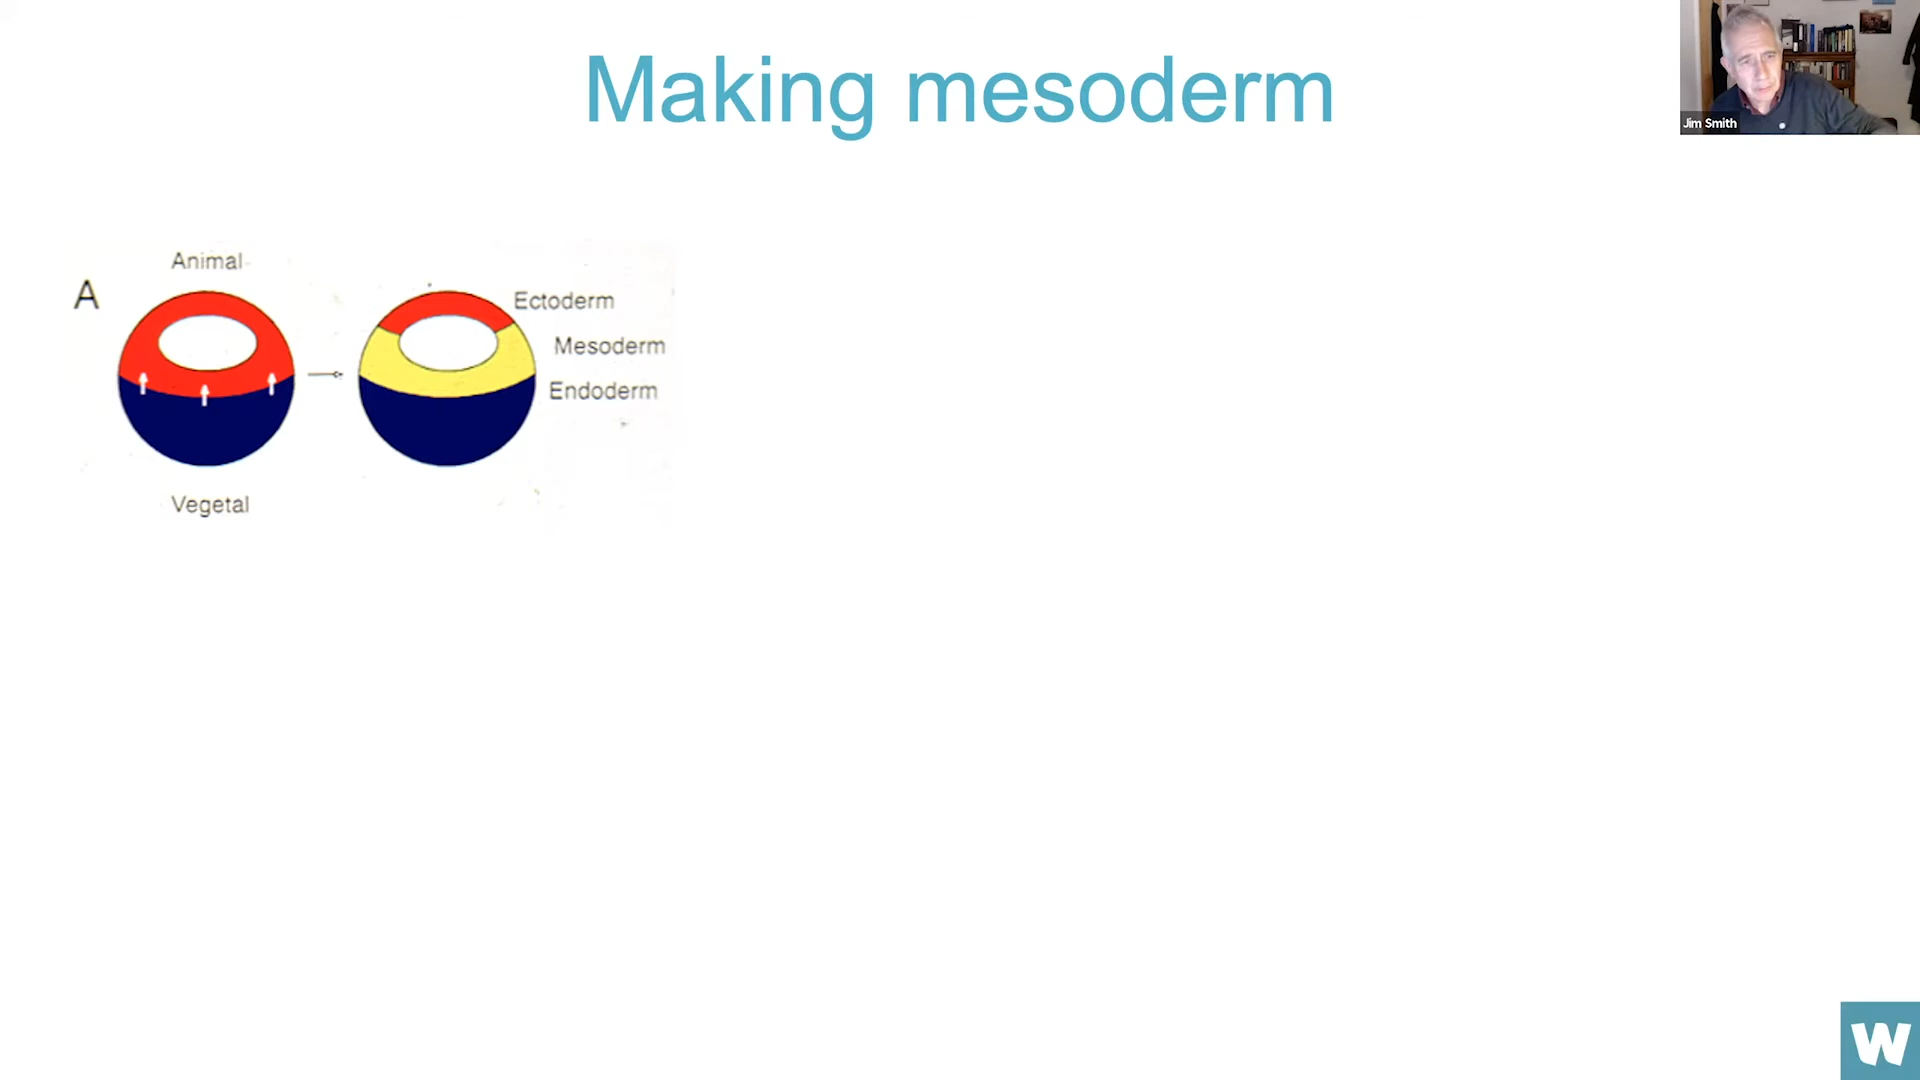 Making mesoderm
Jim Smith
Animal
A
Ectoderm
Mesoderm
Endoderm
Vegetal
W